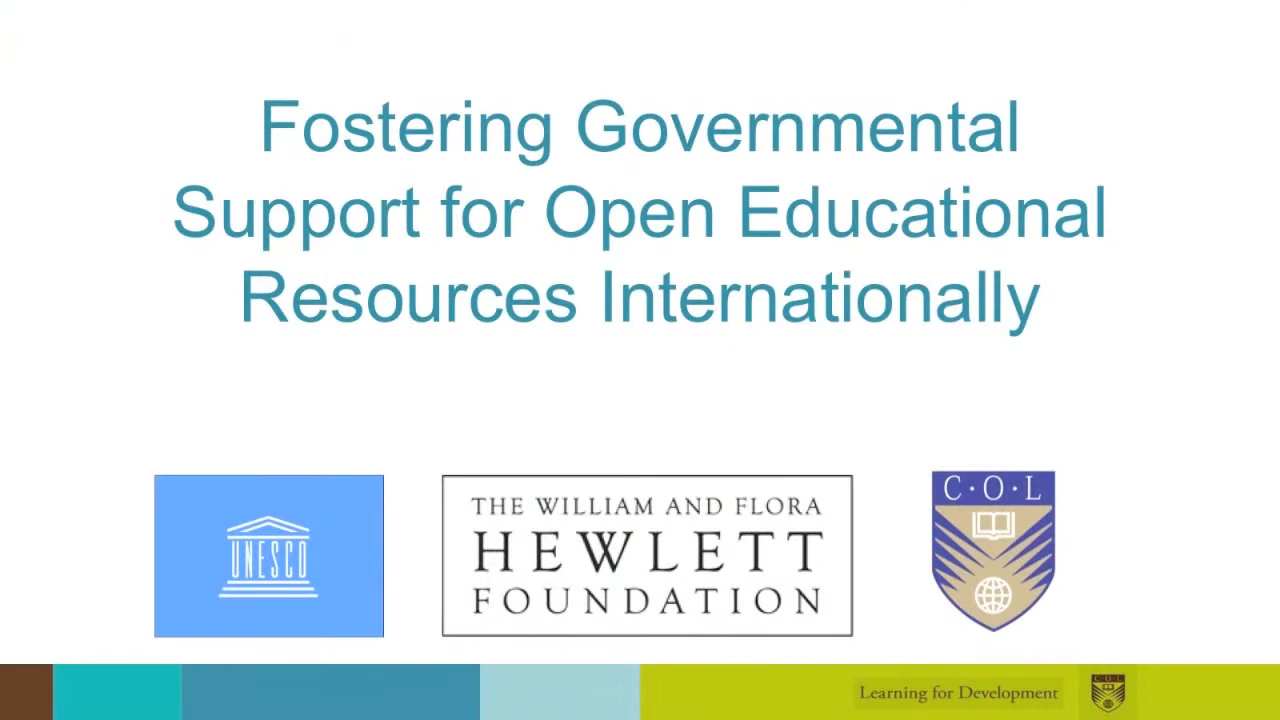 Fostering Governmental
Support for Open Educational
Resources Internationally
UNESCO
THE WILLIAM AND FLORA
HEWLETT
FOUNDATION
C·O·L
Learning for Development
C·O·L